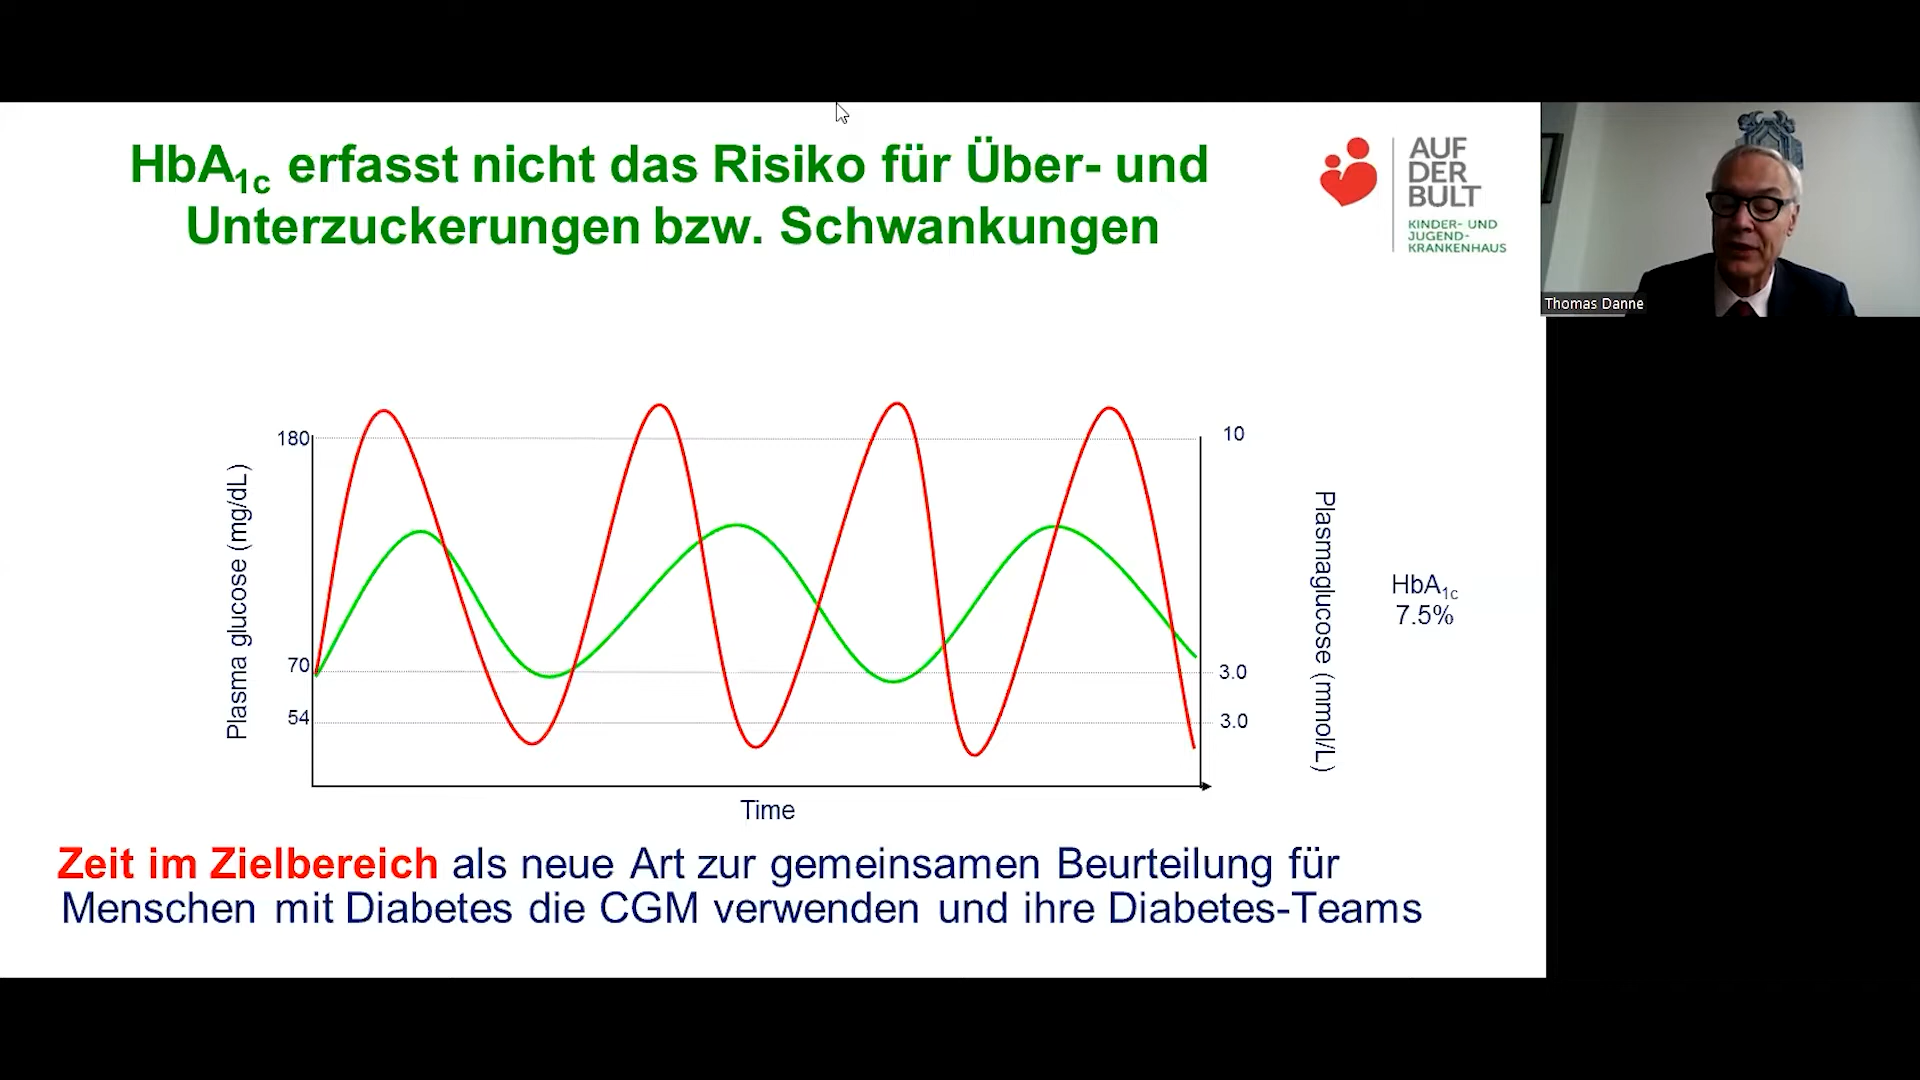 HbA1c erfasst nicht das Risiko für Über- und
Unterzuckerungen bzw. Schwankungen
AUF
DER
BULT
KINDER- UND
JUGEND-
KRANKENHAUS
Thomas Danne
180
70
54
Plasma glucose (mg/dL)
10
3.0
3.0
Plasmaglucose (mmol/L)
HbA1c
7.5%
Time
Zeit im Zielbereich als neue Art zur gemeinsamen Beurteilung für
Menschen mit Diabetes die CGM verwenden und ihre Diabetes-Teams